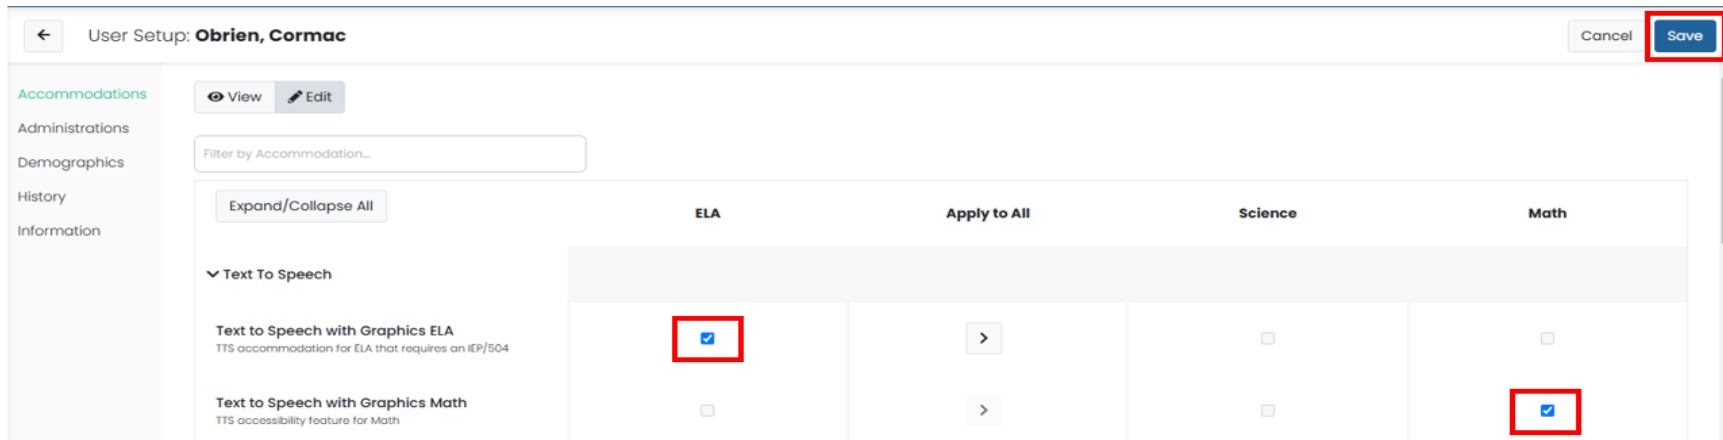 User Setup: Obrien, Cormac
Cancel
Save
Accommodations
Administrations
Demographics
History
Information
View
Edit
Filter by Accommodation...
Expand/Collapse All
ELA
Apply to All
Science
Math
Text To Speech
Text to Speech with Graphics ELA
TTS accommodation for ELA that requires an IEP/504
Text to Speech with Graphics Math
TTS accessibility feature for Math